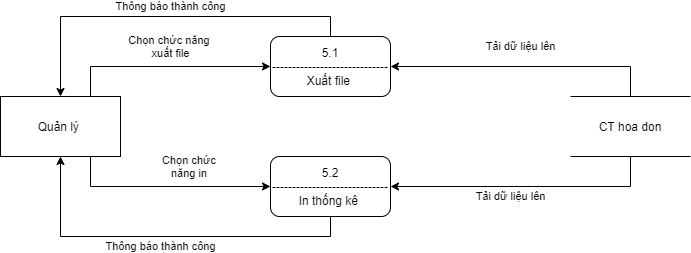 Thông báo thành công
Chọn chức năng
xuất file
5.1
Xuất file
Tải dữ liệu lên
Quản lý
CT hoa don
Chọn chức
năng in
5.2
In thống kê
Tải dữ liệu lên
Thông báo thành công